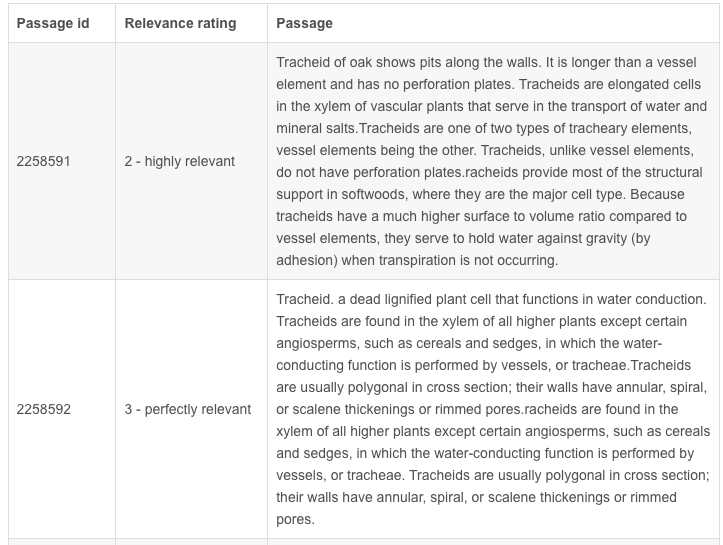 Passage id Relevance rating Passage
2258591
2 - highly relevant
Tracheid of oak shows pits along the walls. It is longer than a vessel
element and has no perforation plates. Tracheids are elongated cells
in the xylem of vascular plants that serve in the transport of water and
mineral salts.Tracheids are one of two types of tracheary elements,
vessel elements being the other. Tracheids, unlike vessel elements,
do not have perforation plates.racheids provide most of the structural
support in softwoods, where they are the major cell type. Because
tracheids have a much higher surface to volume ratio compared to
vessel elements, they serve to hold water against gravity (by
adhesion) when transpiration is not occurring.
2258592
3 - perfectly relevant
Tracheid. a dead lignified plant cell that functions in water conduction.
Tracheids are found in the xylem of all higher plants except certain
angiosperms, such as cereals and sedges, in which the water-
conducting function is performed by vessels, or tracheae.Tracheids
are usually polygonal in cross section; their walls have annular, spiral,
or scalene thickenings or rimmed pores.racheids are found in the
xylem of all higher plants except certain angiosperms, such as cereals
and sedges, in which the water-conducting function is performed by
vessels, or tracheae. Tracheids are usually polygonal in cross section;
their walls have annular, spiral, or scalene thickenings or rimmed
pores.